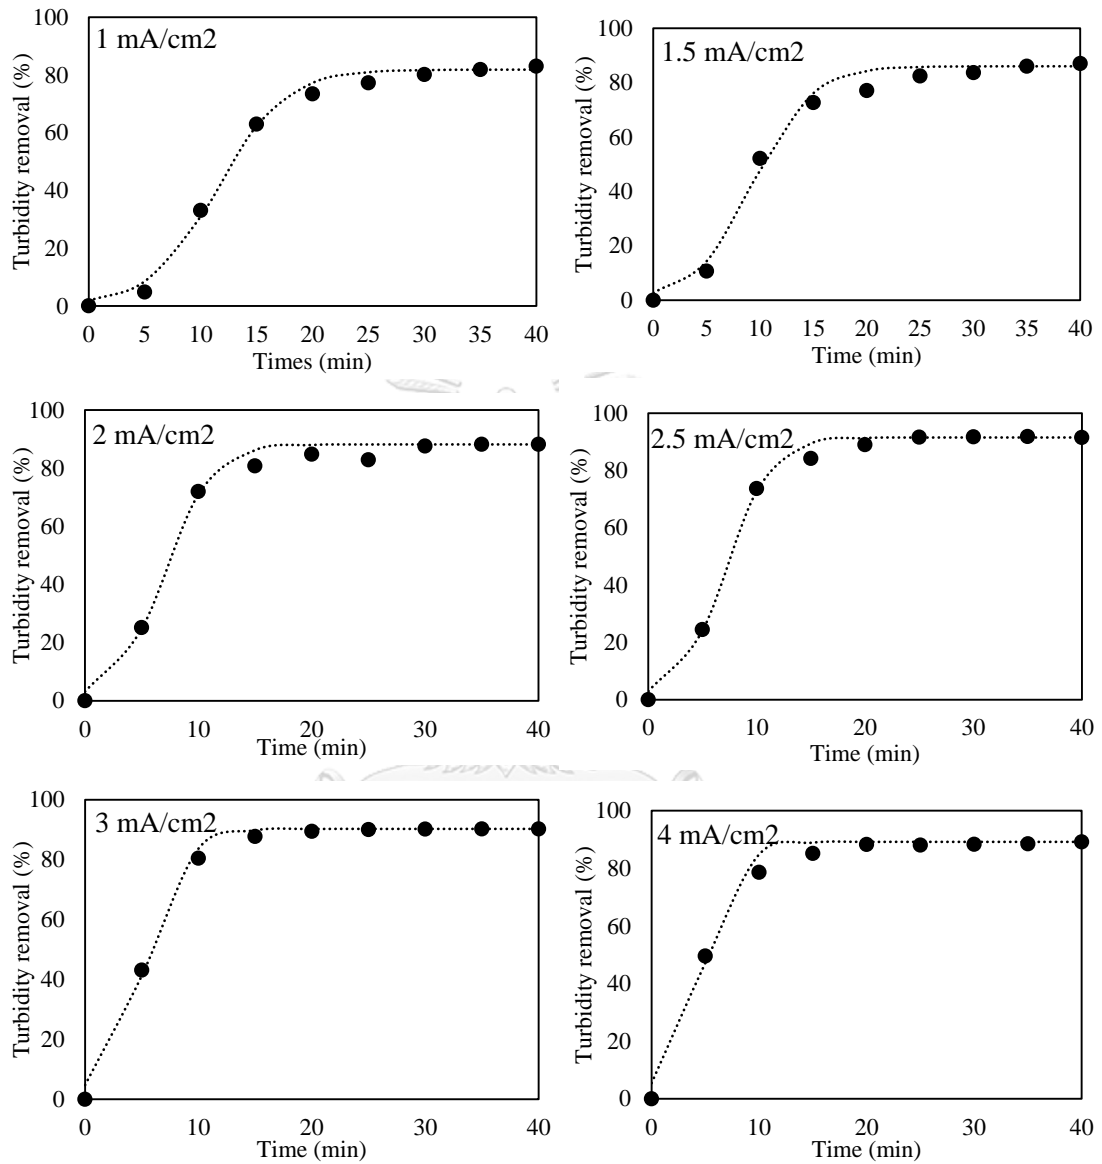 1 mA/cm2
Turbidity removal (%)
100
80
60
40
20
0
0 5 10 15 20 25 30 35 40
Times (min)
1.5 mA/cm2
Turbidity removal (%)
100
80
60
40
20
0
0 5 10 15 20 25 30 35 40
Time (min)
2 mA/cm2
Turbidity removal (%)
100
80
60
40
20
0
0 10 20 30 40
Time (min)
2.5 mA/cm2
Turbidity removal (%)
100
80
60
40
20
0
0 10 20 30 40
Time (min)
3 mA/cm2
Turbidity removal (%)
100
80
60
40
20
0
0 10 20 30 40
Time (min)
4 mA/cm2
Turbidity removal (%)
100
80
60
40
20
0
0 10 20 30 40
Time (min)